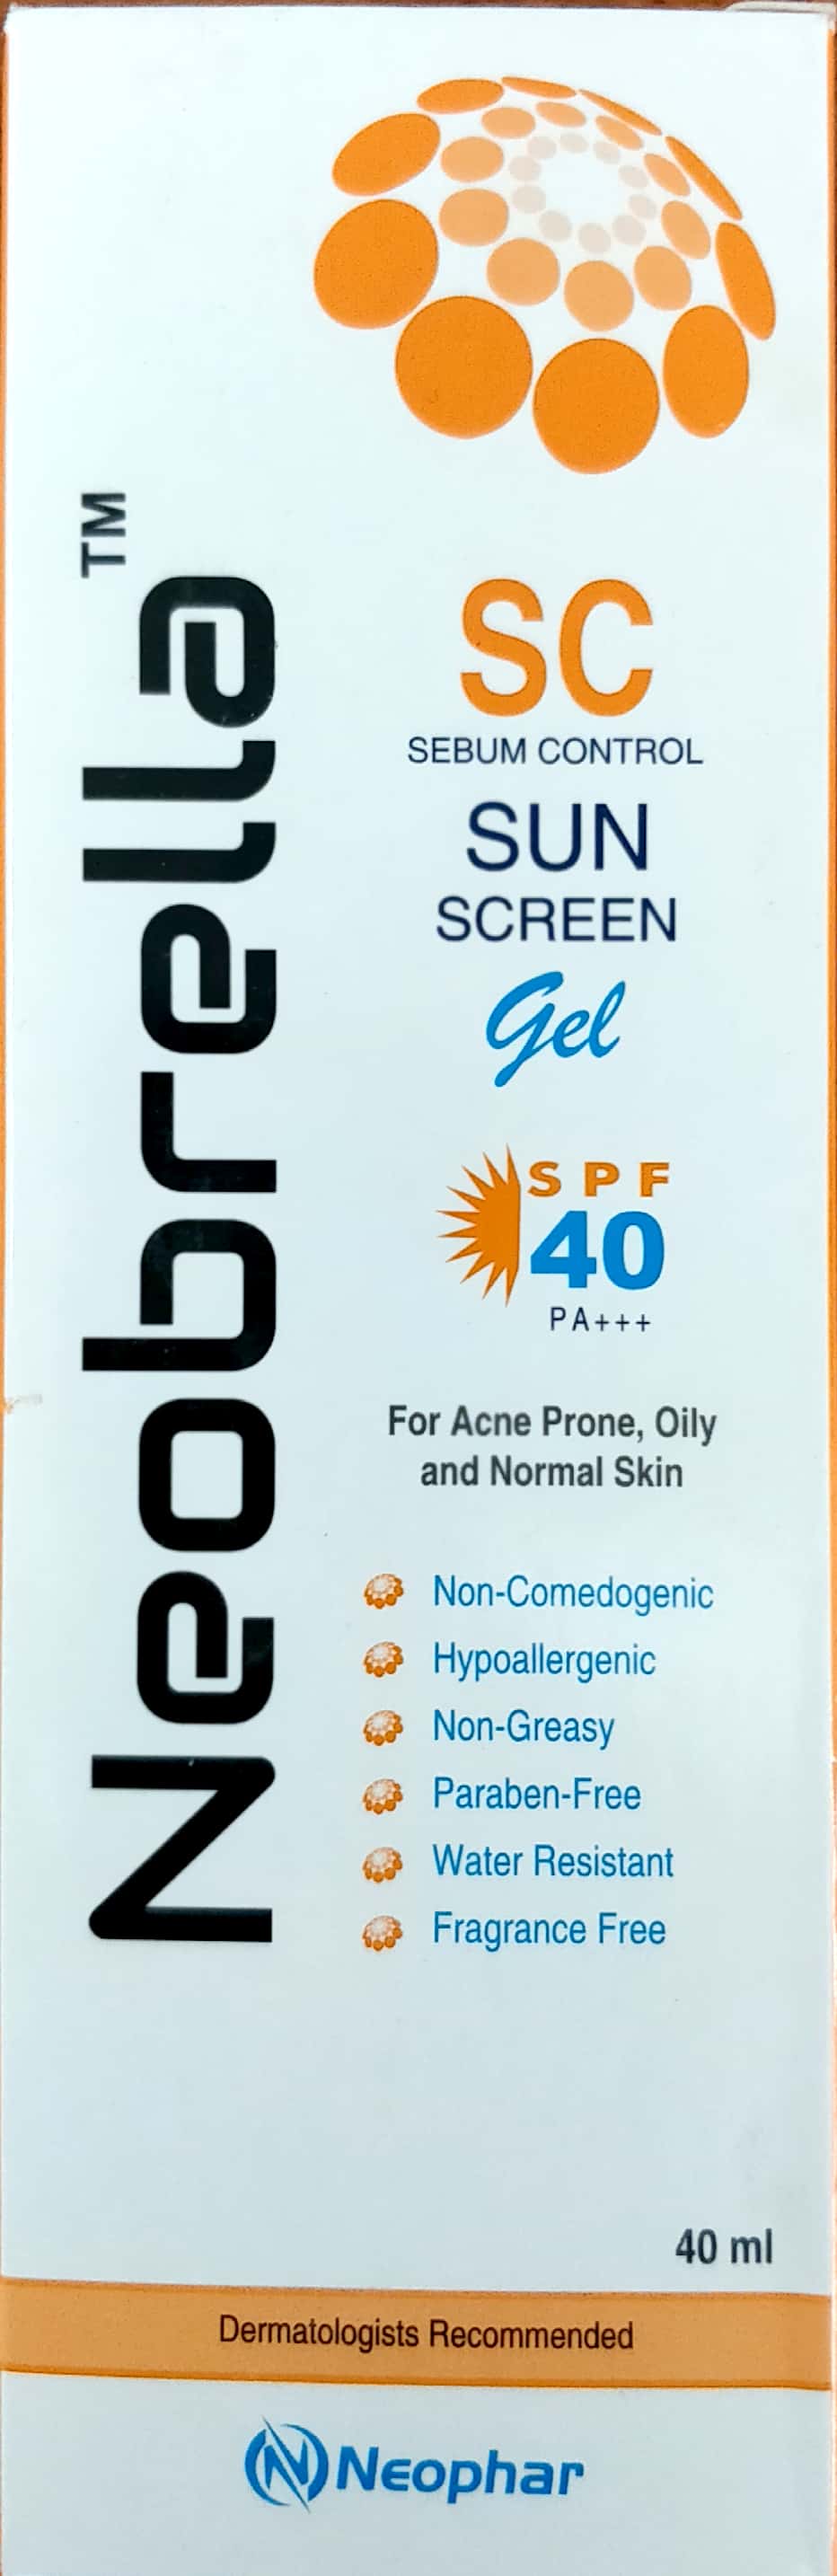 Neobrella™
SC
SEBUM CONTROL
SUN
SCREEN
Gel
SPF
40
PA+++
For Acne Prone, Oily
and Normal Skin
Non-Comedogenic
Hypoallergenic
Non-Greasy
Paraben-Free
Water Resistant
Fragrance Free
40 ml
Dermatologists Recommended
Neophar